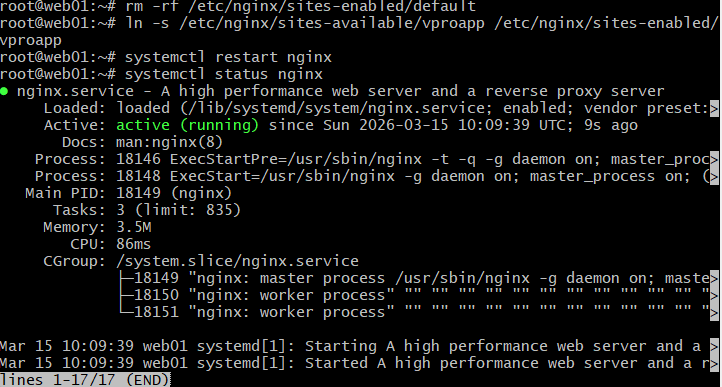 root@web01:~# rm -rf /etc/nginx/sites-enabled/default
root@web01:~# ln -s /etc/nginx/sites-available/vproapp /etc/nginx/sites-enabled/
vproapp
root@web01:~# systemctl restart nginx
root@web01:~# systemctl status nginx
● nginx.service - A high performance web server and a reverse proxy server
     Loaded: loaded (/lib/systemd/system/nginx.service; enabled; vendor preset:>
     Active: active (running) since Sun 2026-03-15 10:09:39 UTC; 9s ago
       Docs: man:nginx(8)
    Process: 18146 ExecStartPre=/usr/sbin/nginx -t -q -g daemon on; master_proc>
    Process: 18148 ExecStart=/usr/sbin/nginx -g daemon on; master_process on; (>
   Main PID: 18149 (nginx)
      Tasks: 3 (limit: 835)
     Memory: 3.5M
        CPU: 86ms
     CGroup: /system.slice/nginx.service
             ├─18149 "nginx: master process /usr/sbin/nginx -g daemon on; maste>
             ├─18150 "nginx: worker process" "" "" "" "" "" "" "" "" "" "" "" ">
             └─18151 "nginx: worker process" "" "" "" "" "" "" "" "" "" "" "" ">
Mar 15 10:09:39 web01 systemd[1]: Starting A high performance web server and a >
Mar 15 10:09:39 web01 systemd[1]: Started A high performance web server and a r>
lines 1-17/17 (END)